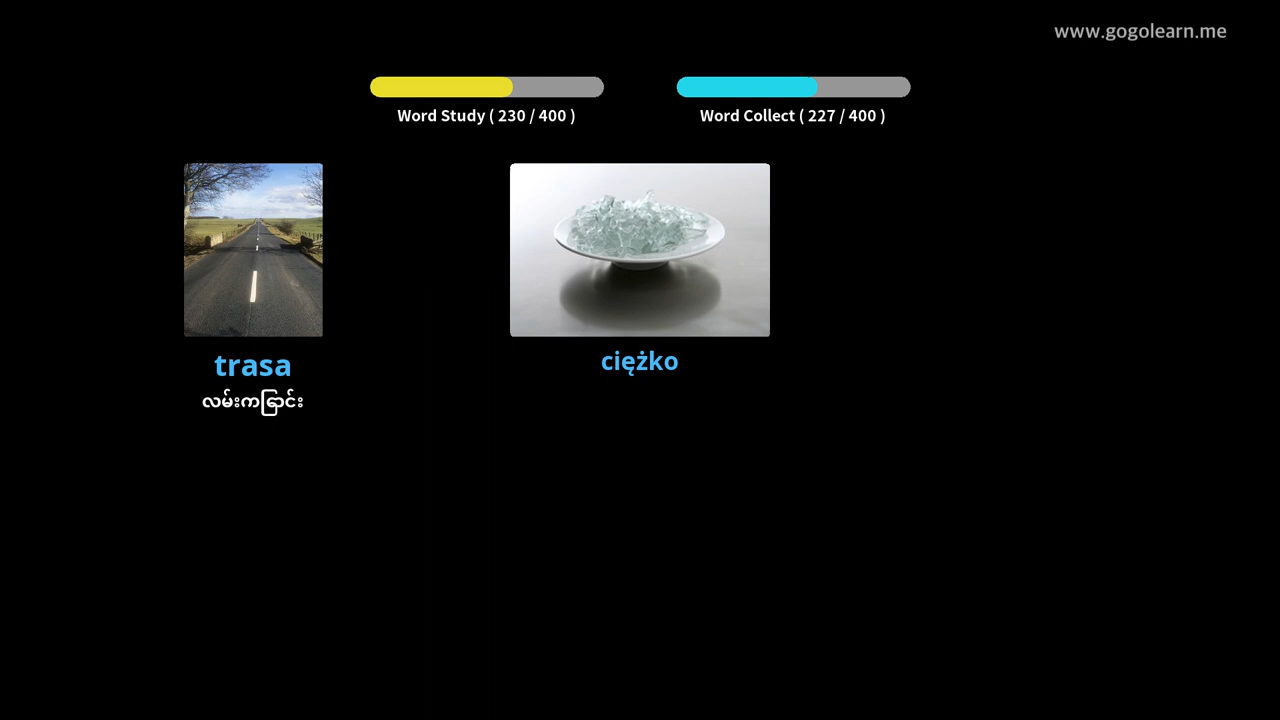 www.gogolearn.me
Word Study ( 230 / 400 )
Word Collect ( 227 / 400 )
trasa
လမ်းကြောင်း
ciężko